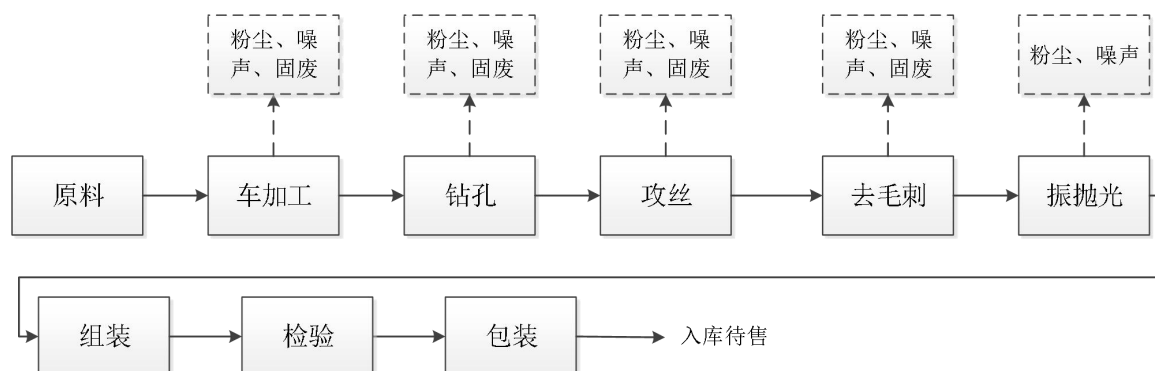 粉尘、噪
声、固废
粉尘、噪
声、固废
粉尘、噪
声、固废
粉尘、噪
声、固废
粉尘、噪声
原料
车加工
钻孔
攻丝
去毛刺
振抛光
组装
检验
包装
入库待售